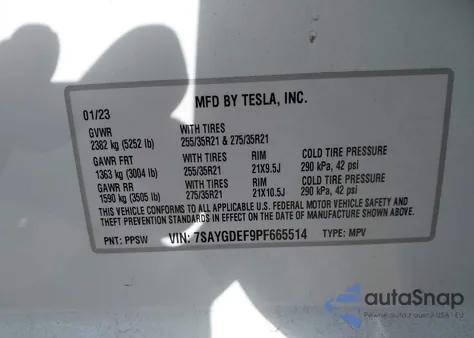 MFD BY TESLA, INC.
01/23
GVWR WITH TIRES
2382 kg (5252 lb) 255/35R21 & 275/35R21
GAWR FRT WITH TIRES RIM COLD TIRE PRESSURE
1363 kg (3004 lb) 255/35R21 21X9.5J 290 kPa, 42 psi
GAWR RR WITH TIRES RIM COLD TIRE PRESSURE
1590 kg (3505 lb) 275/35R21 21X10.5J 290 kPa, 42 psi
THIS VEHICLE CONFORMS TO ALL APPLICABLE U.S. FEDERAL MOTOR VEHICLE SAFETY AND
THEFT PREVENTION STANDARDS IN EFFECT ON THE DATE OF MANUFACTURE SHOWN ABOVE.
PNT: PPSW VIN: 7SAYGDEF9PF665514 TYPE: MPV
autoSnap